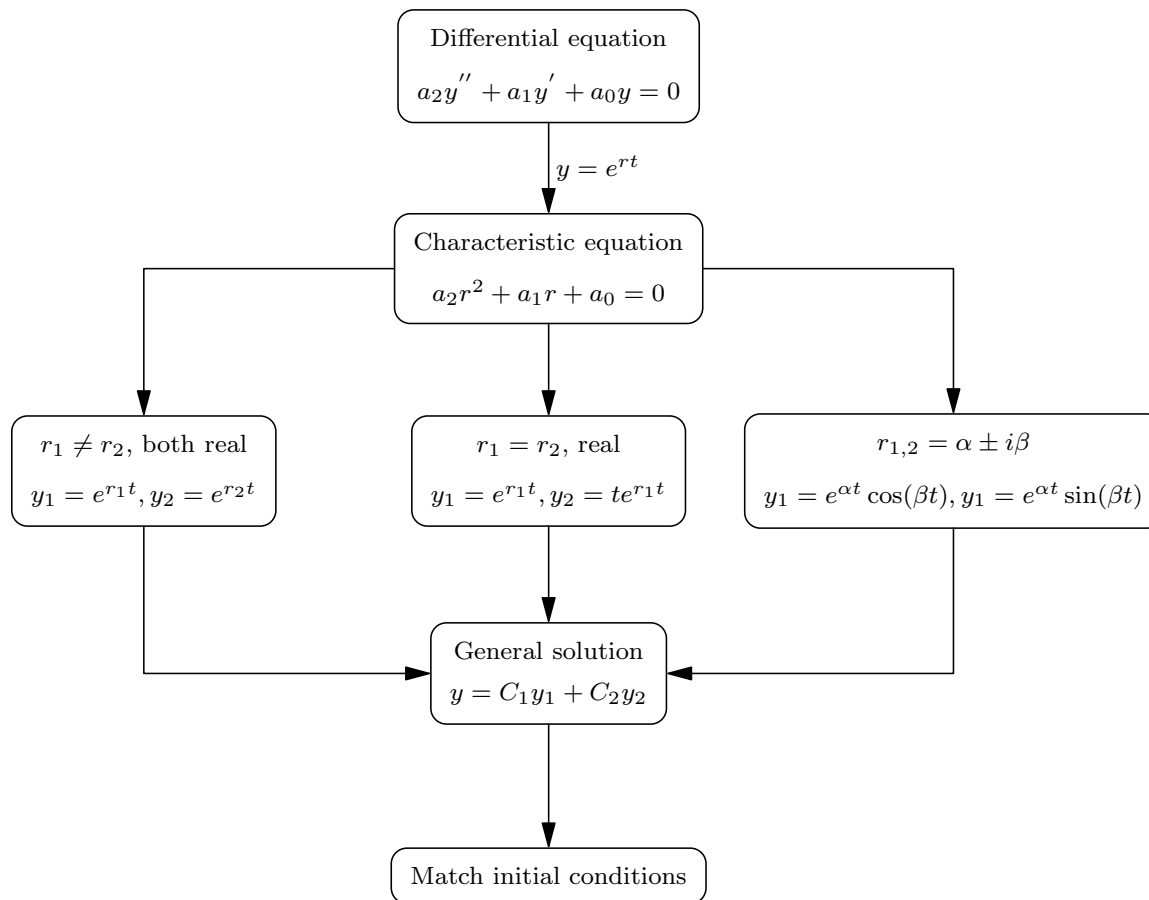 Differential equation
a₂y'' + a₁y' + a₀y = 0
y = e^{rt}
Characteristic equation
a₂r² + a₁r + a₀ = 0
r₁ ≠ r₂, both real
y₁ = e^{r₁t}, y₂ = e^{r₂t}
r₁ = r₂, real
y₁ = e^{r₁t}, y₂ = te^{r₁t}
r₁,₂ = α ± iβ
y₁ = e^{αt} cos(βt), y₁ = e^{αt} sin(βt)
General solution
y = C₁y₁ + C₂y₂
Match initial conditions